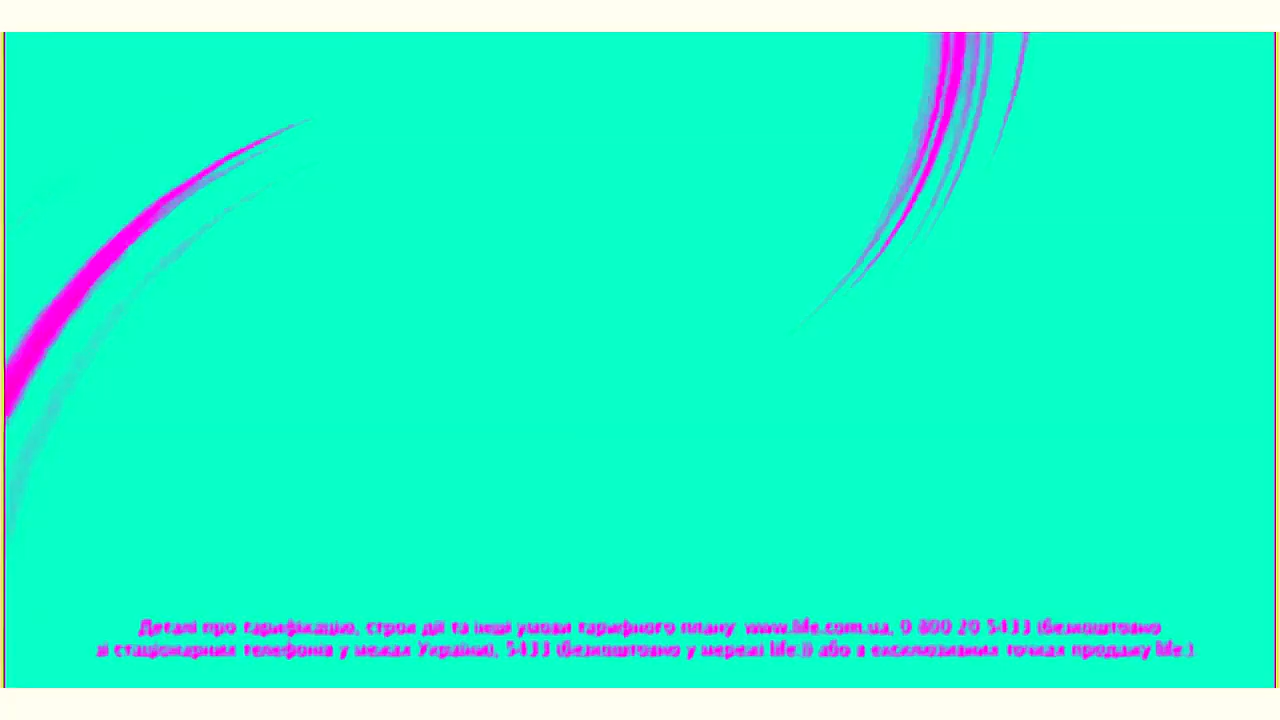 Деталі про тарифікацію, строк дії та інші умови тарифного плану www.life.com.ua, 0 800 20 5433 (безкоштовно
зі стаціонарних телефонів у межах України), 5433 (безкоштовно у мережі life:)) або в ексклюзивних точках продажу life:)